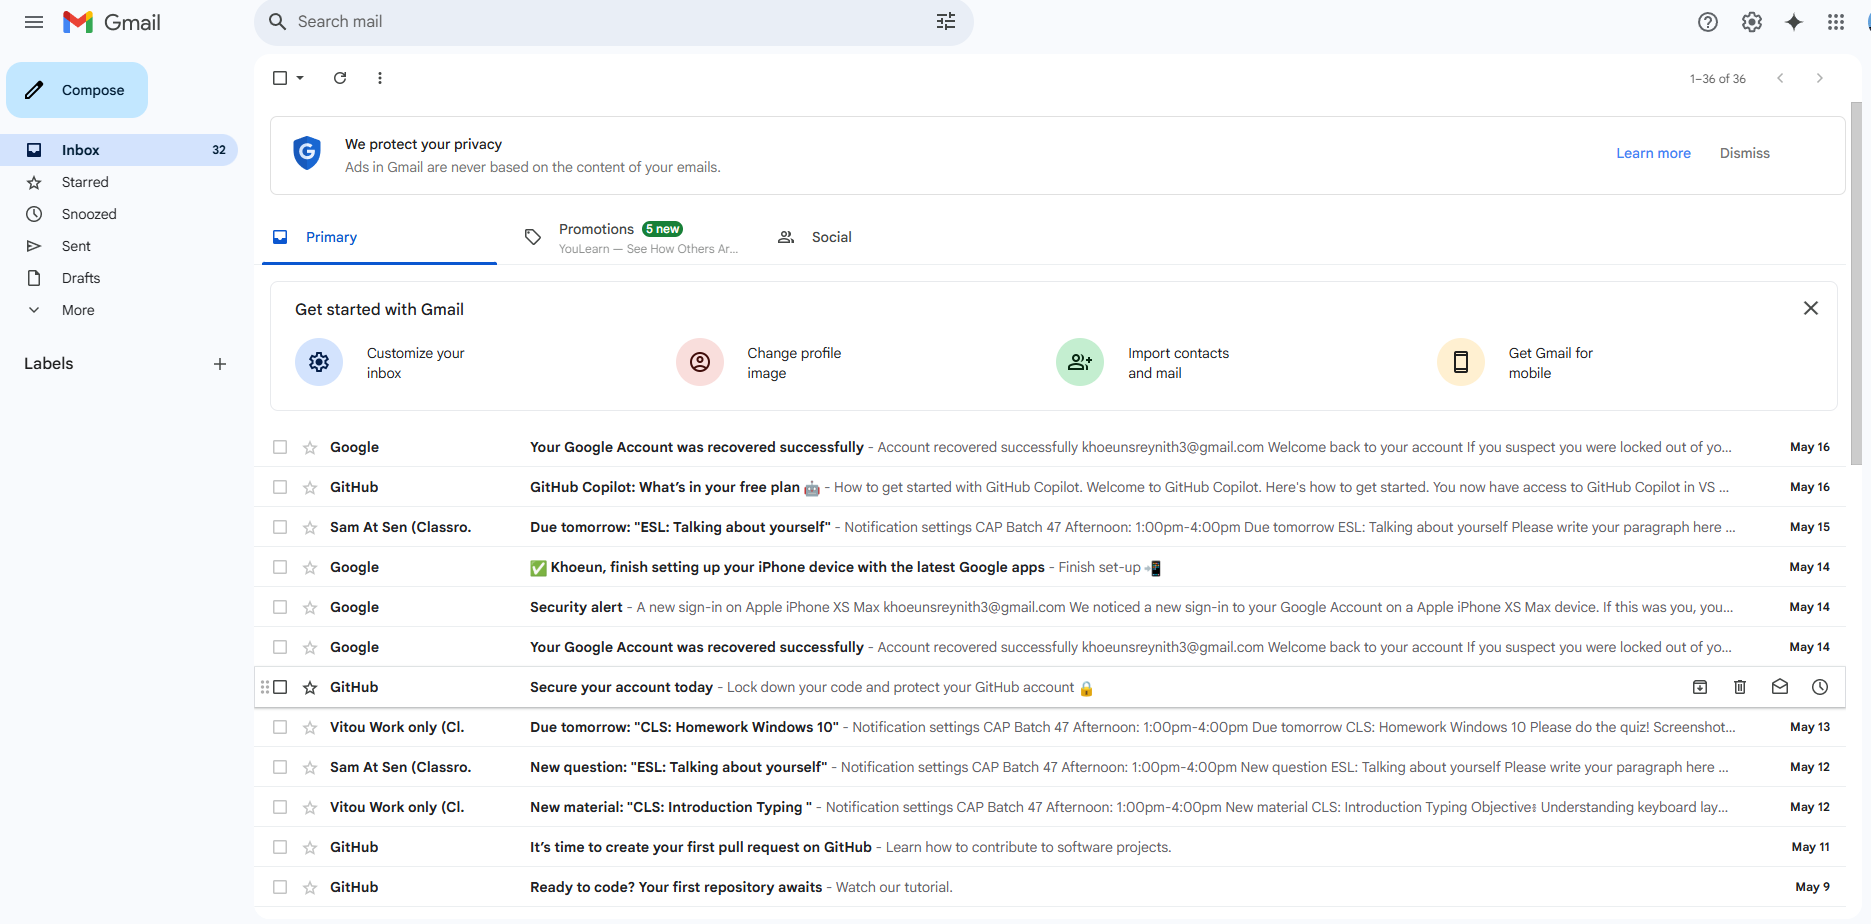 Gmail
Search mail
Compose
1–36 of 36
Inbox 32
Starred
Snoozed
Sent
Drafts
More
Labels
We protect your privacy
Ads in Gmail are never based on the content of your emails.
Learn more
Dismiss
Primary
Promotions 5 new
YouLearn — See How Others Ar...
Social
Get started with Gmail
Customize your
inbox
Change profile
image
Import contacts
and mail
Get Gmail for
mobile
Google Your Google Account was recovered successfully - Account recovered successfully khoeunsreynith3@gmail.com Welcome back to your account If you suspect you were locked out of yo... May 16
GitHub GitHub Copilot: What's in your free plan 🤖 - How to get started with GitHub Copilot. Welcome to GitHub Copilot. Here's how to get started. You now have access to GitHub Copilot in VS ... May 16
Sam At Sen (Classro. Due tomorrow: "ESL: Talking about yourself" - Notification settings CAP Batch 47 Afternoon: 1:00pm-4:00pm Due tomorrow ESL: Talking about yourself Please write your paragraph here ... May 15
Google ✅ Khoeun, finish setting up your iPhone device with the latest Google apps - Finish set-up 📲 May 14
Google Security alert - A new sign-in on Apple iPhone XS Max khoeunsreynith3@gmail.com We noticed a new sign-in to your Google Account on a Apple iPhone XS Max device. If this was you, you... May 14
Google Your Google Account was recovered successfully - Account recovered successfully khoeunsreynith3@gmail.com Welcome back to your account If you suspect you were locked out of yo... May 14
GitHub Secure your account today - Lock down your code and protect your GitHub account 🔒
Vitou Work only (Cl. Due tomorrow: "CLS: Homework Windows 10" - Notification settings CAP Batch 47 Afternoon: 1:00pm-4:00pm Due tomorrow CLS: Homework Windows 10 Please do the quiz! Screenshot... May 13
Sam At Sen (Classro. New question: "ESL: Talking about yourself" - Notification settings CAP Batch 47 Afternoon: 1:00pm-4:00pm New question ESL: Talking about yourself Please write your paragraph here ... May 12
Vitou Work only (Cl. New material: "CLS: Introduction Typing " - Notification settings CAP Batch 47 Afternoon: 1:00pm-4:00pm New material CLS: Introduction Typing Objective៖ Understanding keyboard lay... May 12
GitHub It's time to create your first pull request on GitHub - Learn how to contribute to software projects. May 11
GitHub Ready to code? Your first repository awaits - Watch our tutorial. May 9